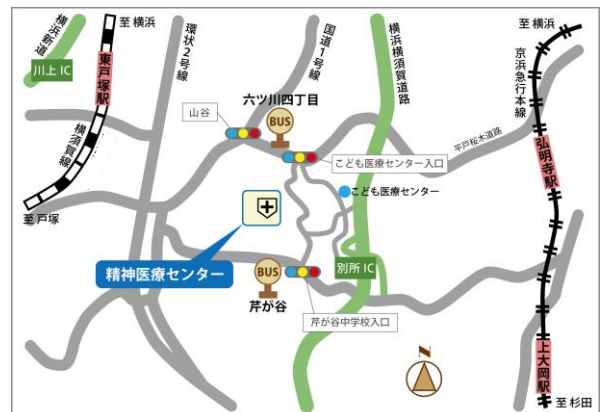 至 横浜
横浜新道
川上 IC
東戸塚駅
横須賀線
至 戸塚
環状2号線
国道1号線
横浜横須賀道路
至 横浜
京浜急行本線
六ツ川四丁目
BUS
山谷
こども医療センター入口
平戸桜木道路
弘明寺駅
こども医療センター
精神医療センター
BUS
芹が谷
別所 IC
芹が谷中学校入口
N
上大岡駅
至 杉田